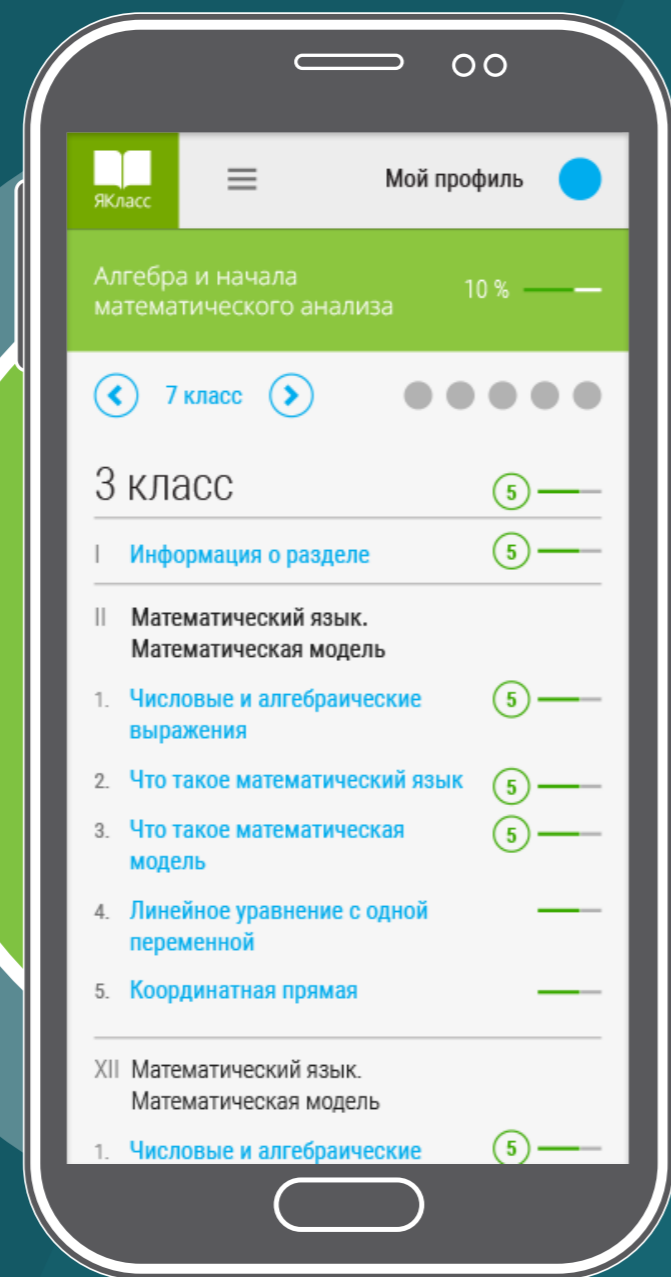 ЯКласс
Мой профиль
Алгебра и начала
математического анализа
10 %
7 класс
3 класс
5
I Информация о разделе
5
II Математический язык.
Математическая модель
1. Числовые и алгебраические
выражения
5
2. Что такое математический язык
5
3. Что такое математическая
модель
5
4. Линейное уравнение с одной
переменной
5. Координатная прямая
XII Математический язык.
Математическая модель
1. Числовые и алгебраические
5